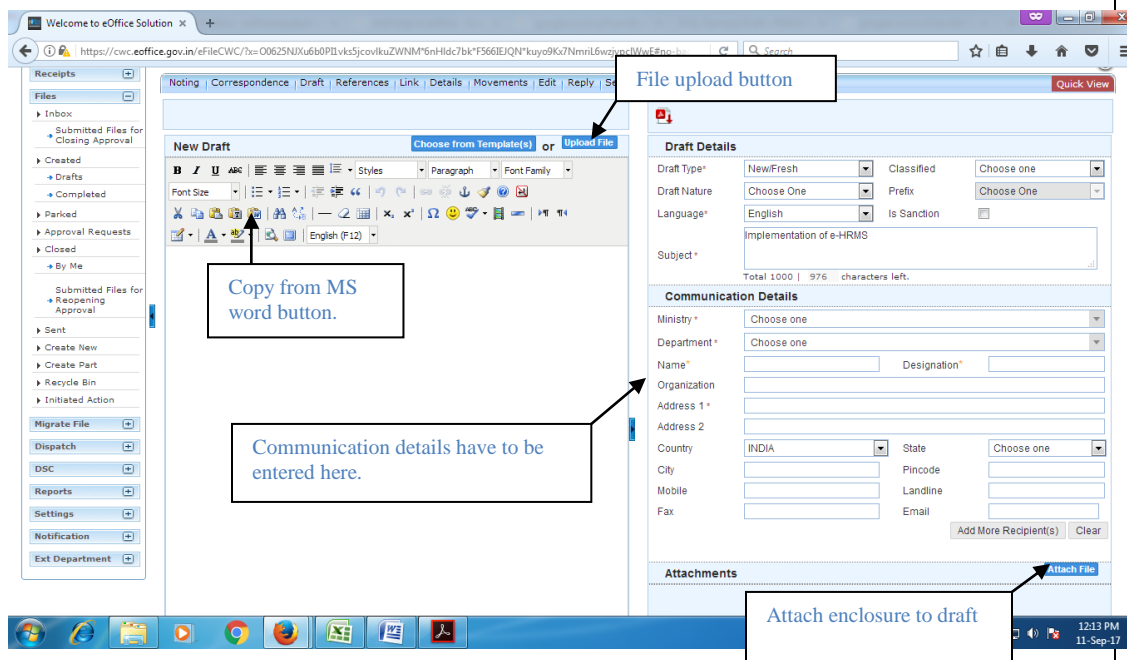 Welcome to eOffice Solution × +
https://cwc.eoffice.gov.in/eFileCWC/?x=
Search
Receipts
Files
Inbox
Submitted Files for
Closing Approval
Created
Drafts
Completed
Parked
Approval Requests
Closed
By Me
Submitted Files for
Reopening
Approval
Sent
Create New
Create Part
Recycle Bin
Initiated Action
Migrate File
Dispatch
DSC
Reports
Settings
Notification
Ext Department
Noting | Correspondence | Draft | References | Link | Details | Movements | Edit | Reply | Se
Quick View
File upload button
New Draft Choose from Template(s) or Upload File
B I U ABC Styles Paragraph Font Family
Font Size
English (F12)
Copy from MS
word button.
Communication details have to be
entered here.
Draft Details
Draft Type* New/Fresh Classified Choose one
Draft Nature Choose One Prefix Choose One
Language* English Is Sanction
Subject* Implementation of e-HRMS
Total 1000 | 976 characters left.
Communication Details
Ministry* Choose one
Department* Choose one
Name* Designation*
Organization
Address 1*
Address 2
Country INDIA State Choose one
City Pincode
Mobile Landline
Fax Email
Add More Recipient(s) Clear
Attachments Attach File
Attach enclosure to draft
12:13 PM
11-Sep-17